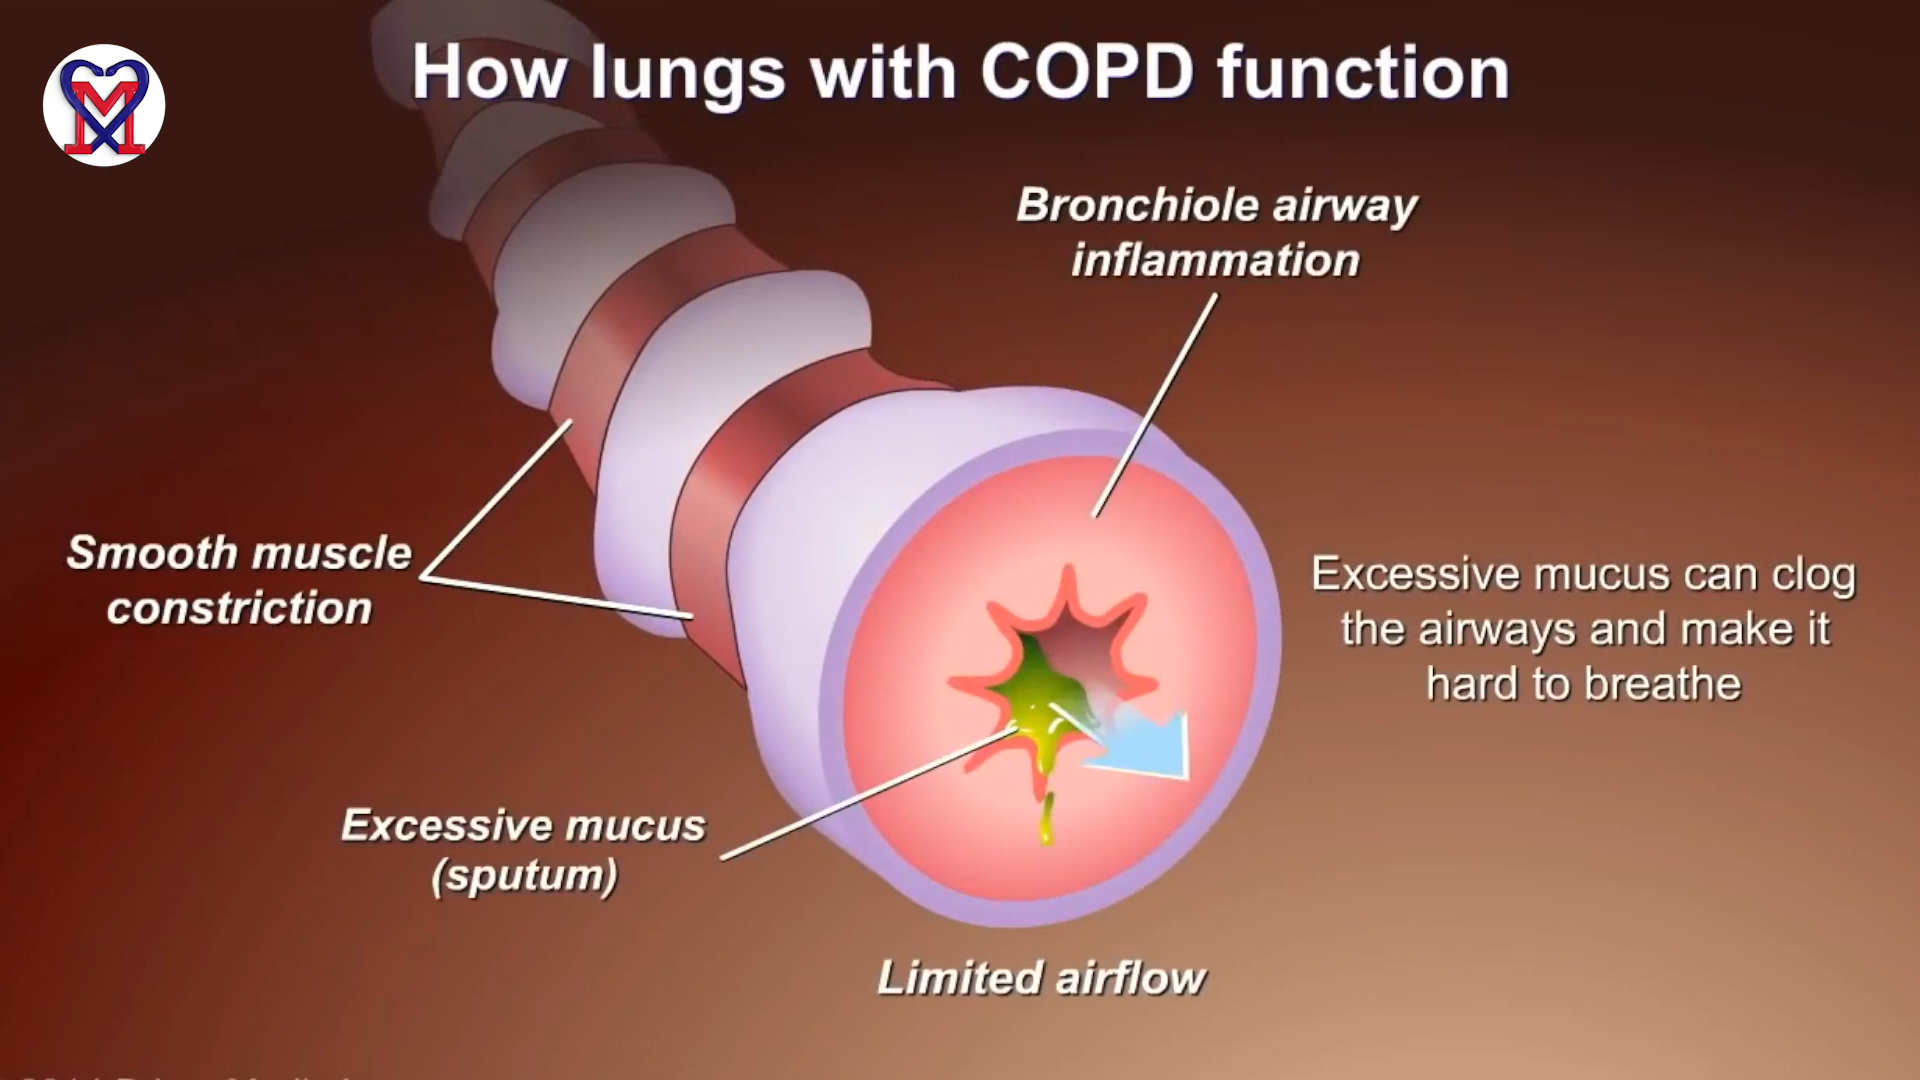 How lungs with COPD function
Bronchiole airway
inflammation
Smooth muscle
constriction
Excessive mucus can clog
the airways and make it
hard to breathe
Excessive mucus
(sputum)
Limited airflow